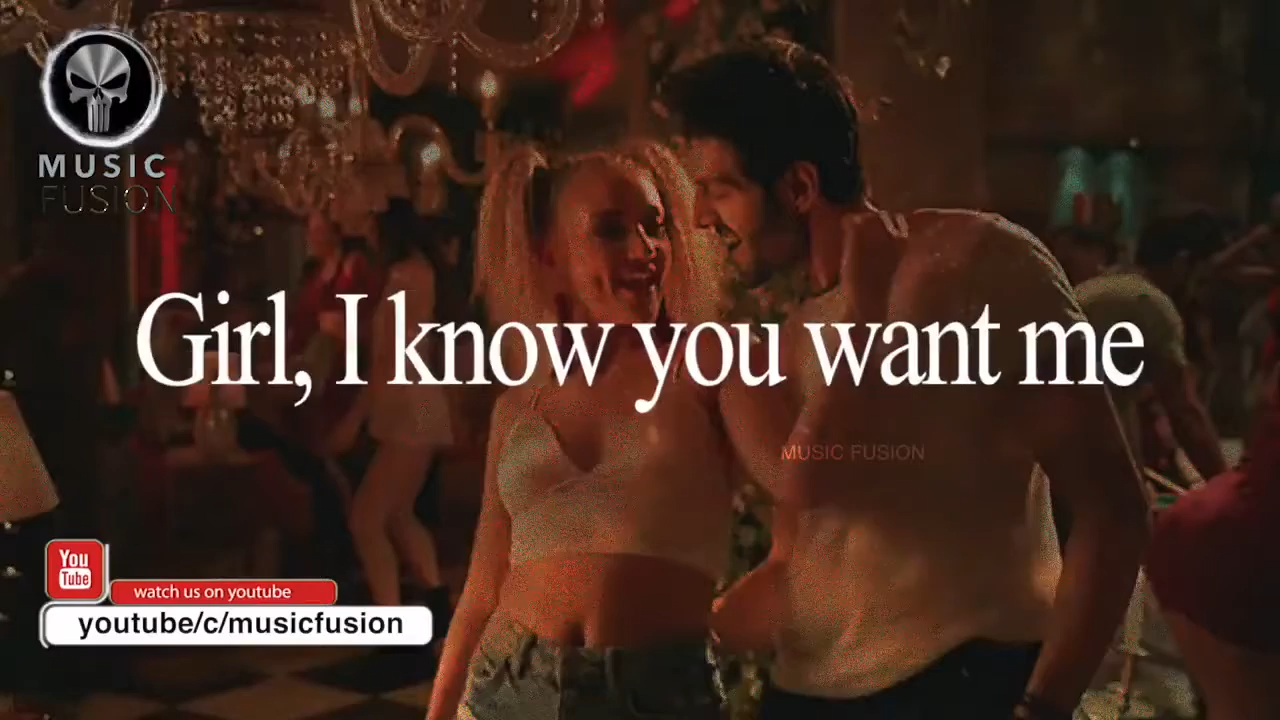 MUSIC
FUSION
Girl, I know you want me
MUSIC FUSION
You
Tube
watch us on youtube
youtube/c/musicfusion